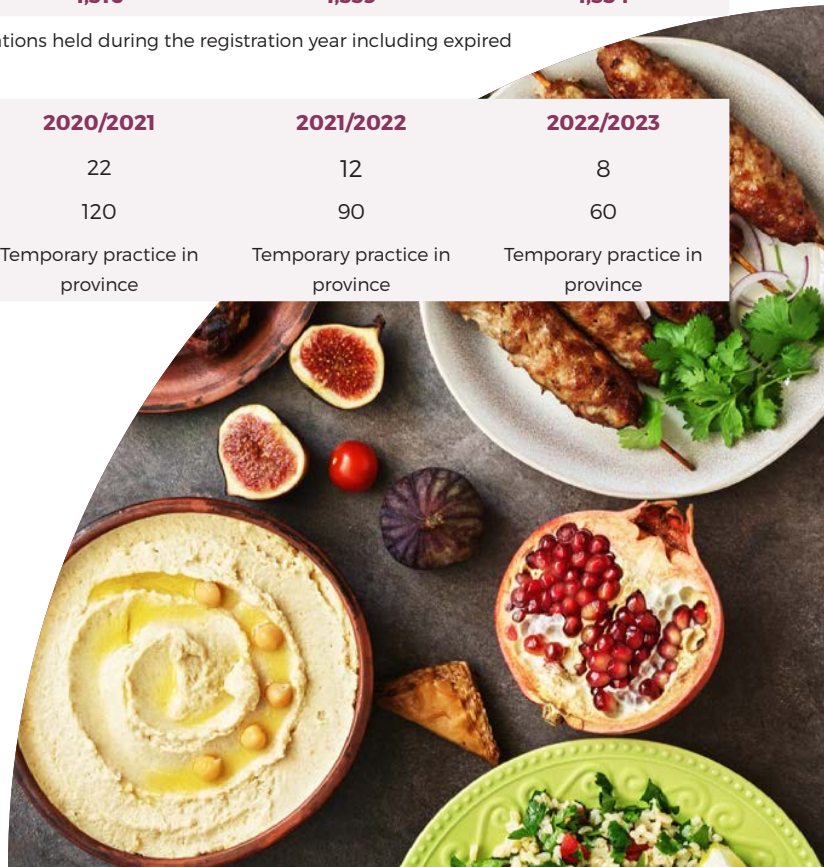 tions held during the registration year including expired
2020/2021 2021/2022 2022/2023
22 12 8
120 90 60
Temporary practice in Temporary practice in Temporary practice in
province province province